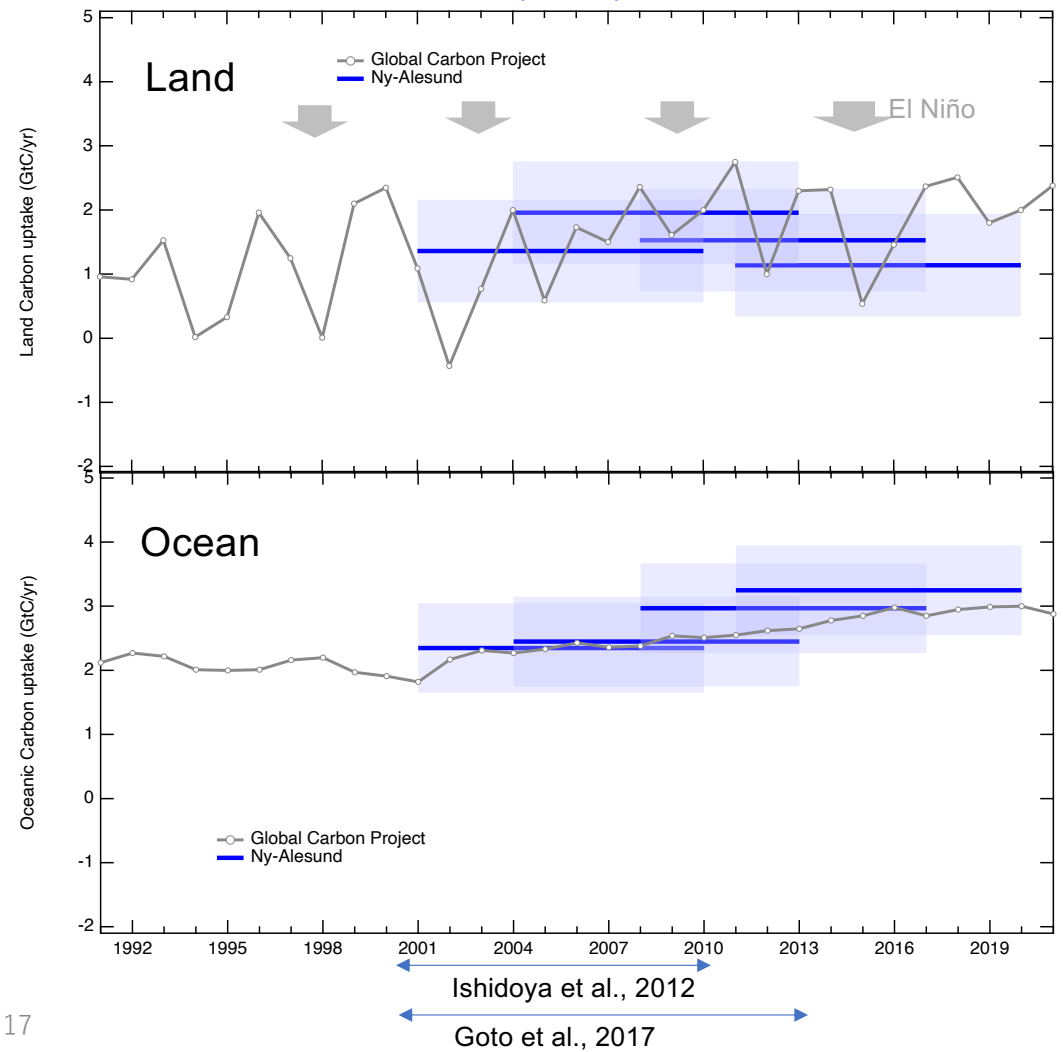 Land
Global Carbon Project
Ny-Alesund
El Niño
Land Carbon uptake (GtC/yr)
5
4
3
2
1
0
-1
-2
Ocean
Oceanic Carbon uptake (GtC/yr)
5
4
3
2
1
0
-1
-2
Global Carbon Project
Ny-Alesund
1992 1995 1998 2001 2004 2007 2010 2013 2016 2019
Ishidoya et al., 2012
Goto et al., 2017
17